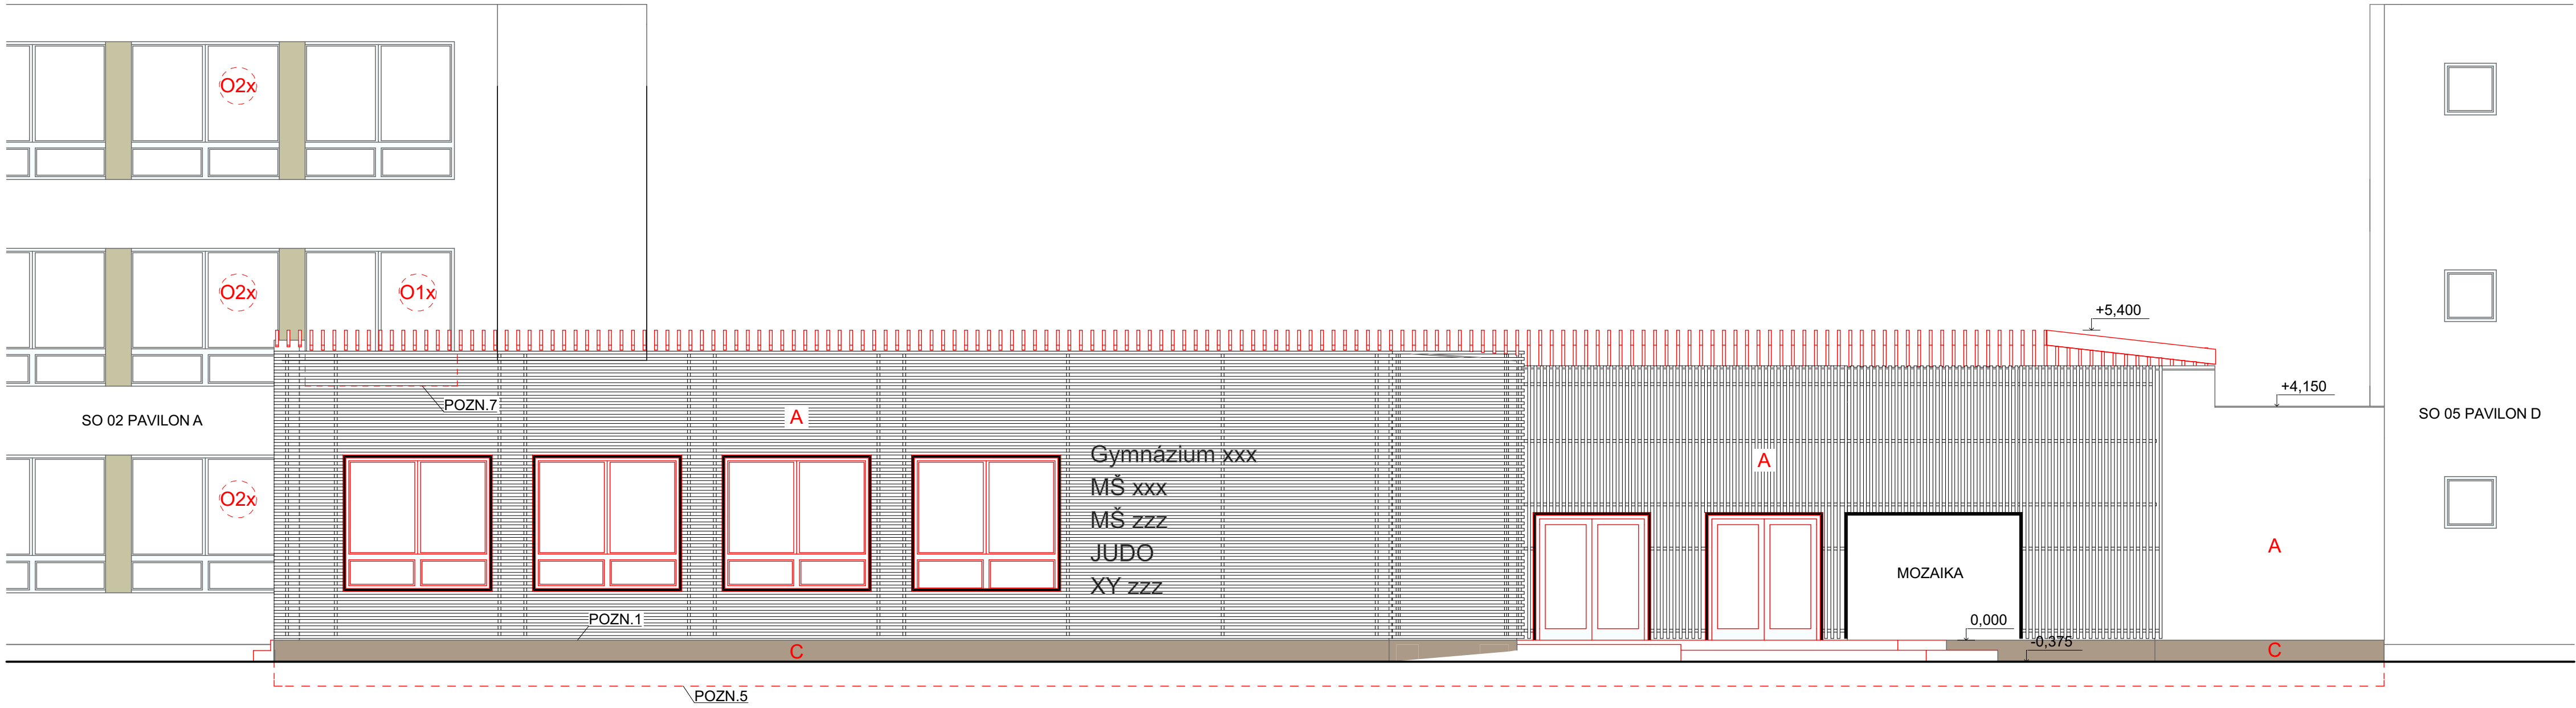 O2x
O2x
O1x
+5,400
+4,150
POZN.7
SO 02 PAVILON A
A
SO 05 PAVILON D
Gymnázium xxx
MŠ xxx
MŠ zzz
JUDO
XY zzz
A
O2x
A
MOZAIKA
POZN.1
0,000
-0,375
C
C
POZN.5